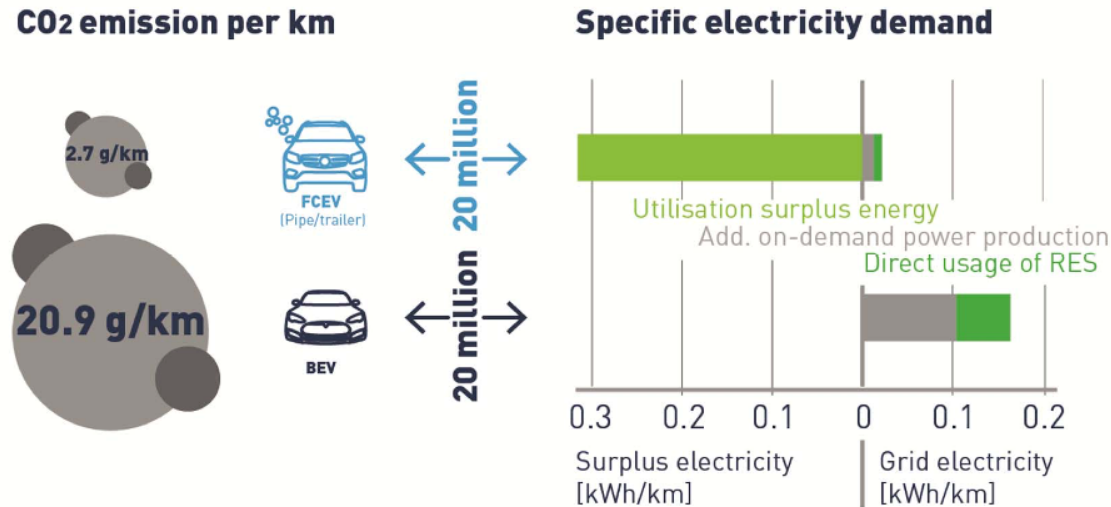 CO2 emission per km
2.7 g/km
FCEV
(Pipe/trailer)
20 million
20.9 g/km
BEV
20 million
Specific electricity demand
Utilisation surplus energy
Add. on-demand power production
Direct usage of RES
0.3 0.2 0.1 0 0.1 0.2
Surplus electricity
[kWh/km]
Grid electricity
[kWh/km]